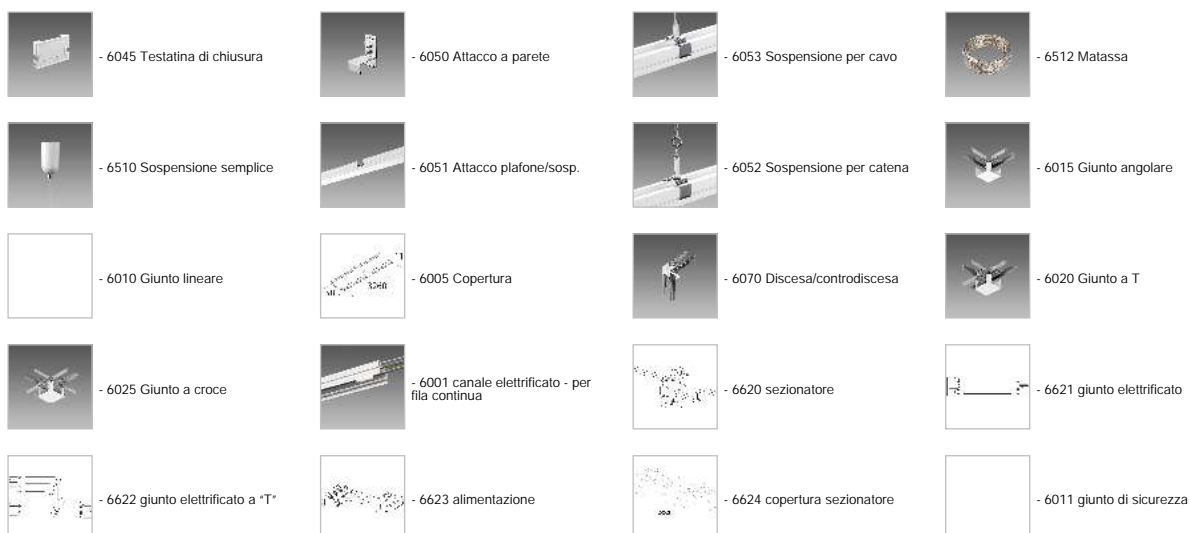 - 6045 Testatina di chiusura
- 6050 Attacco a parete
- 6053 Sospensione per cavo
- 6512 Matassa
- 6510 Sospensione semplice
- 6051 Attacco plafone/sosp.
- 6052 Sospensione per catena
- 6015 Giunto angolare
- 6010 Giunto lineare
- 6005 Copertura
- 6070 Discesa/controdiscesa
- 6020 Giunto a T
- 6025 Giunto a croce
- 6001 canale elettrificato - per
fila continua
- 6620 sezionatore
- 6621 giunto elettrificato
- 6622 giunto elettrificato a "T"
- 6623 alimentazione
- 6624 copertura sezionatore
- 6011 giunto di sicurezza